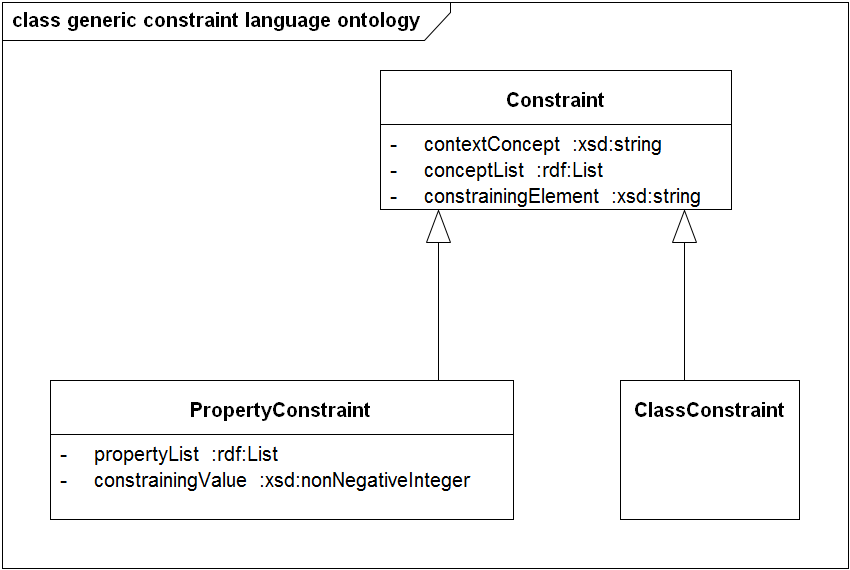 class generic constraint language ontology
Constraint
- contextConcept :xsd:string
- conceptList :rdf:List
- constrainingElement :xsd:string
PropertyConstraint
- propertyList :rdf:List
- constrainingValue :xsd:nonNegativeInteger
ClassConstraint